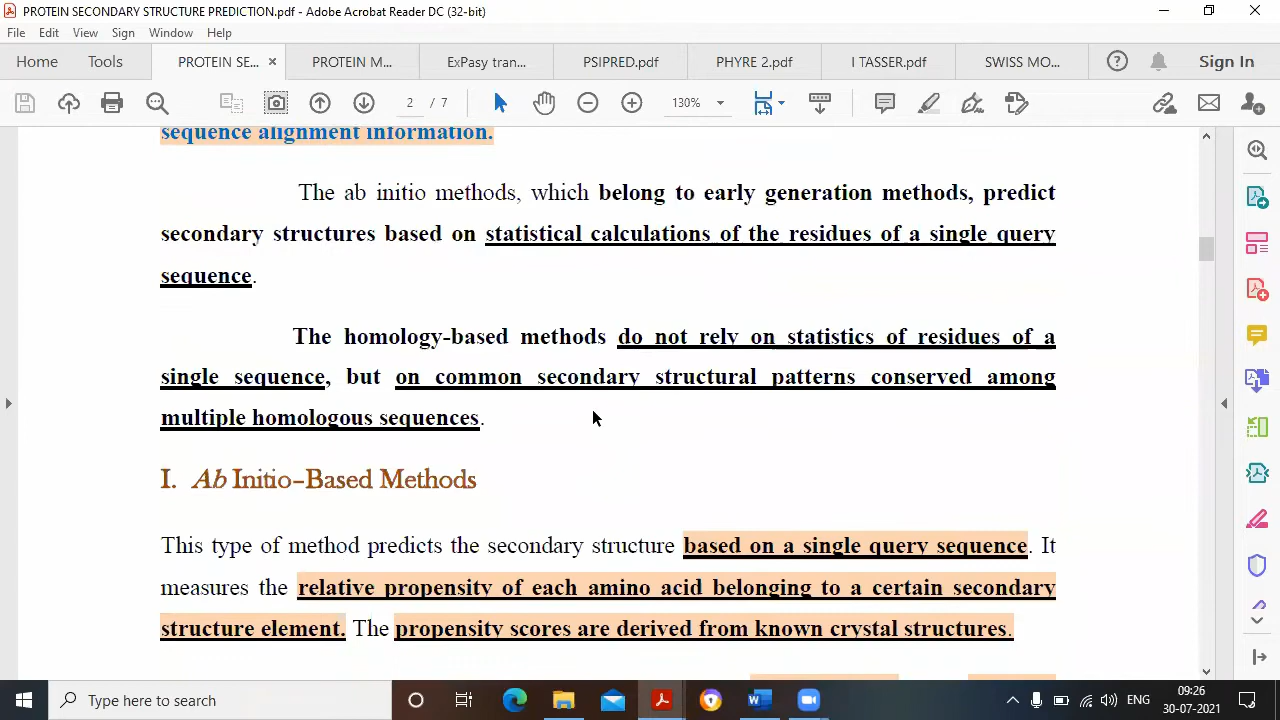 PROTEIN SECONDARY STRUCTURE PREDICTION.pdf - Adobe Acrobat Reader DC (32-bit)
File Edit View Sign Window Help
Home Tools PROTEIN SE... × PROTEIN M... ExPasy tran... PSIPRED.pdf PHYRE 2.pdf I TASSER.pdf SWISS MO... Sign In
2 / 7 130%
sequence alignment information.
The ab initio methods, which belong to early generation methods, predict
secondary structures based on statistical calculations of the residues of a single query
sequence.
The homology-based methods do not rely on statistics of residues of a
single sequence, but on common secondary structural patterns conserved among
multiple homologous sequences.
I. Ab Initio–Based Methods
This type of method predicts the secondary structure based on a single query sequence. It
measures the relative propensity of each amino acid belonging to a certain secondary
structure element. The propensity scores are derived from known crystal structures.
Type here to search
ENG
09:26
30-07-2021